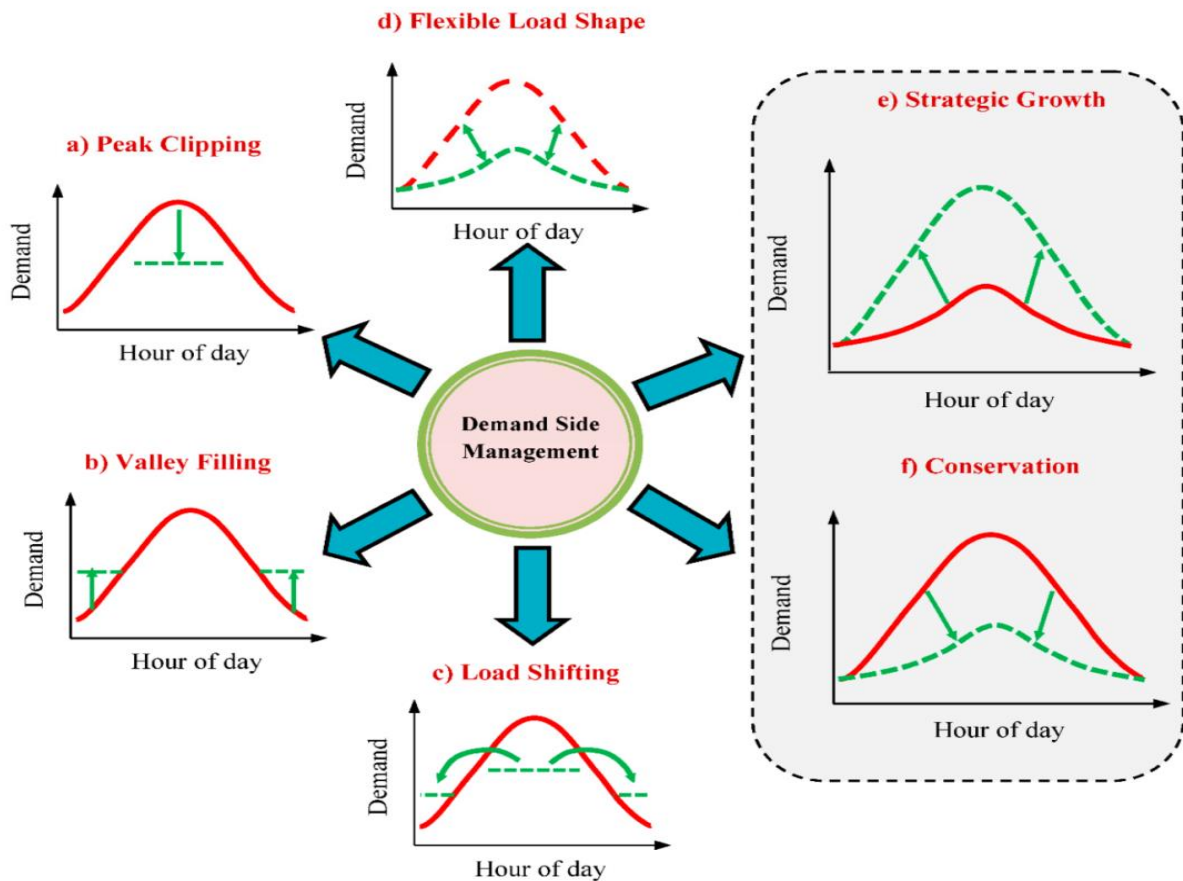 d) Flexible Load Shape
Demand
Hour of day
a) Peak Clipping
Demand
Hour of day
e) Strategic Growth
Demand
Hour of day
Demand Side
Management
b) Valley Filling
Demand
Hour of day
f) Conservation
Demand
Hour of day
c) Load Shifting
Demand
Hour of day